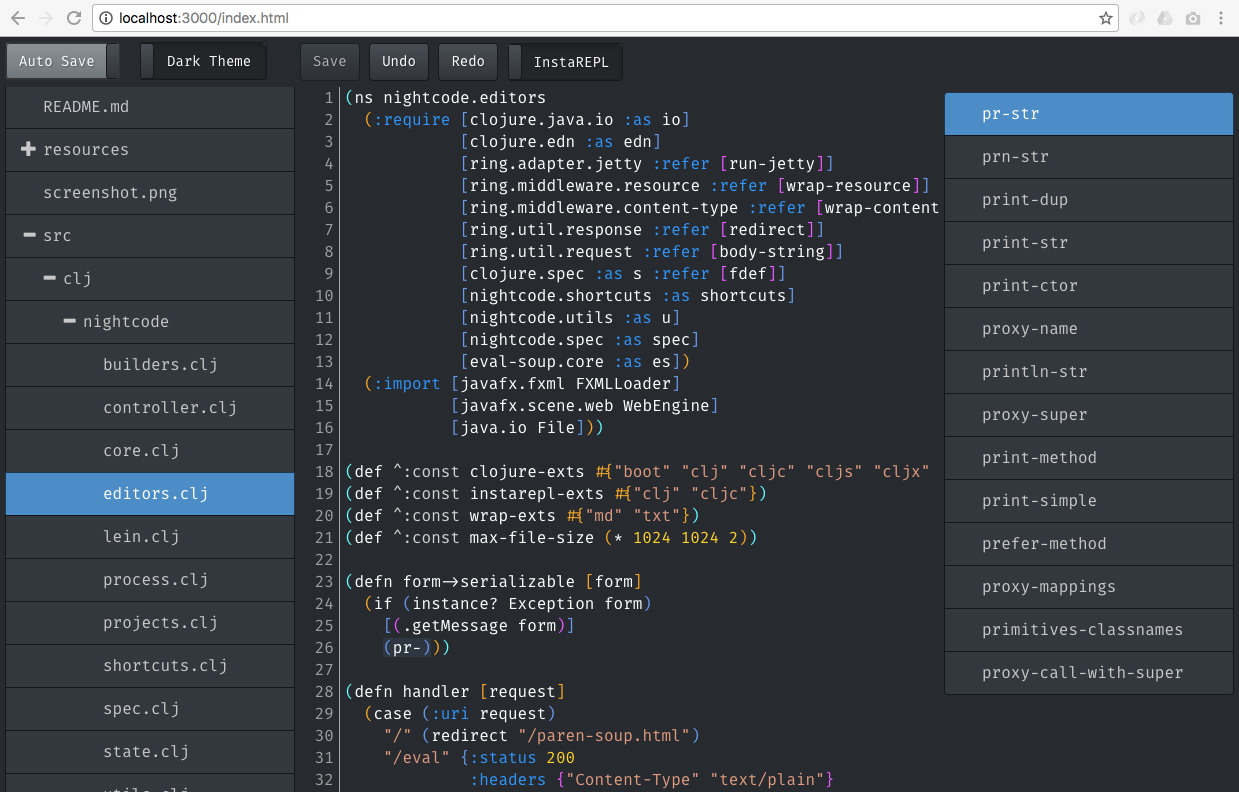 localhost:3000/index.html
Auto Save Dark Theme Save Undo Redo InstaREPL
README.md
resources
screenshot.png
src
clj
nightcode
builders.clj
controller.clj
core.clj
editors.clj
lein.clj
process.clj
projects.clj
shortcuts.clj
spec.clj
state.clj
1 (ns nightcode.editors
2   (:require [clojure.java.io :as io]
3             [clojure.edn :as edn]
4             [ring.adapter.jetty :refer [run-jetty]]
5             [ring.middleware.resource :refer [wrap-resource]]
6             [ring.middleware.content-type :refer [wrap-content
7             [ring.util.response :refer [redirect]]
8             [ring.util.request :refer [body-string]]
9             [clojure.spec :as s :refer [fdef]]
10             [nightcode.shortcuts :as shortcuts]
11             [nightcode.utils :as u]
12             [nightcode.spec :as spec]
13             [eval-soup.core :as es])
14   (:import [javafx.fxml FXMLLoader]
15            [javafx.scene.web WebEngine]
16            [java.io File]))
17
18 (def ^:const clojure-exts #{"boot" "clj" "cljc" "cljs" "cljx"
19 (def ^:const instarepl-exts #{"clj" "cljc"})
20 (def ^:const wrap-exts #{"md" "txt"})
21 (def ^:const max-file-size (* 1024 1024 2))
22
23 (defn form->serializable [form]
24   (if (instance? Exception form)
25     [(.getMessage form)]
26     (pr-)))
27
28 (defn handler [request]
29   (case (:uri request)
30     "/" (redirect "/paren-soup.html")
31     "/eval" {:status 200
32              :headers {"Content-Type" "text/plain"}
pr-str
prn-str
print-dup
print-str
print-ctor
proxy-name
println-str
proxy-super
print-method
print-simple
prefer-method
proxy-mappings
primitives-classnames
proxy-call-with-super